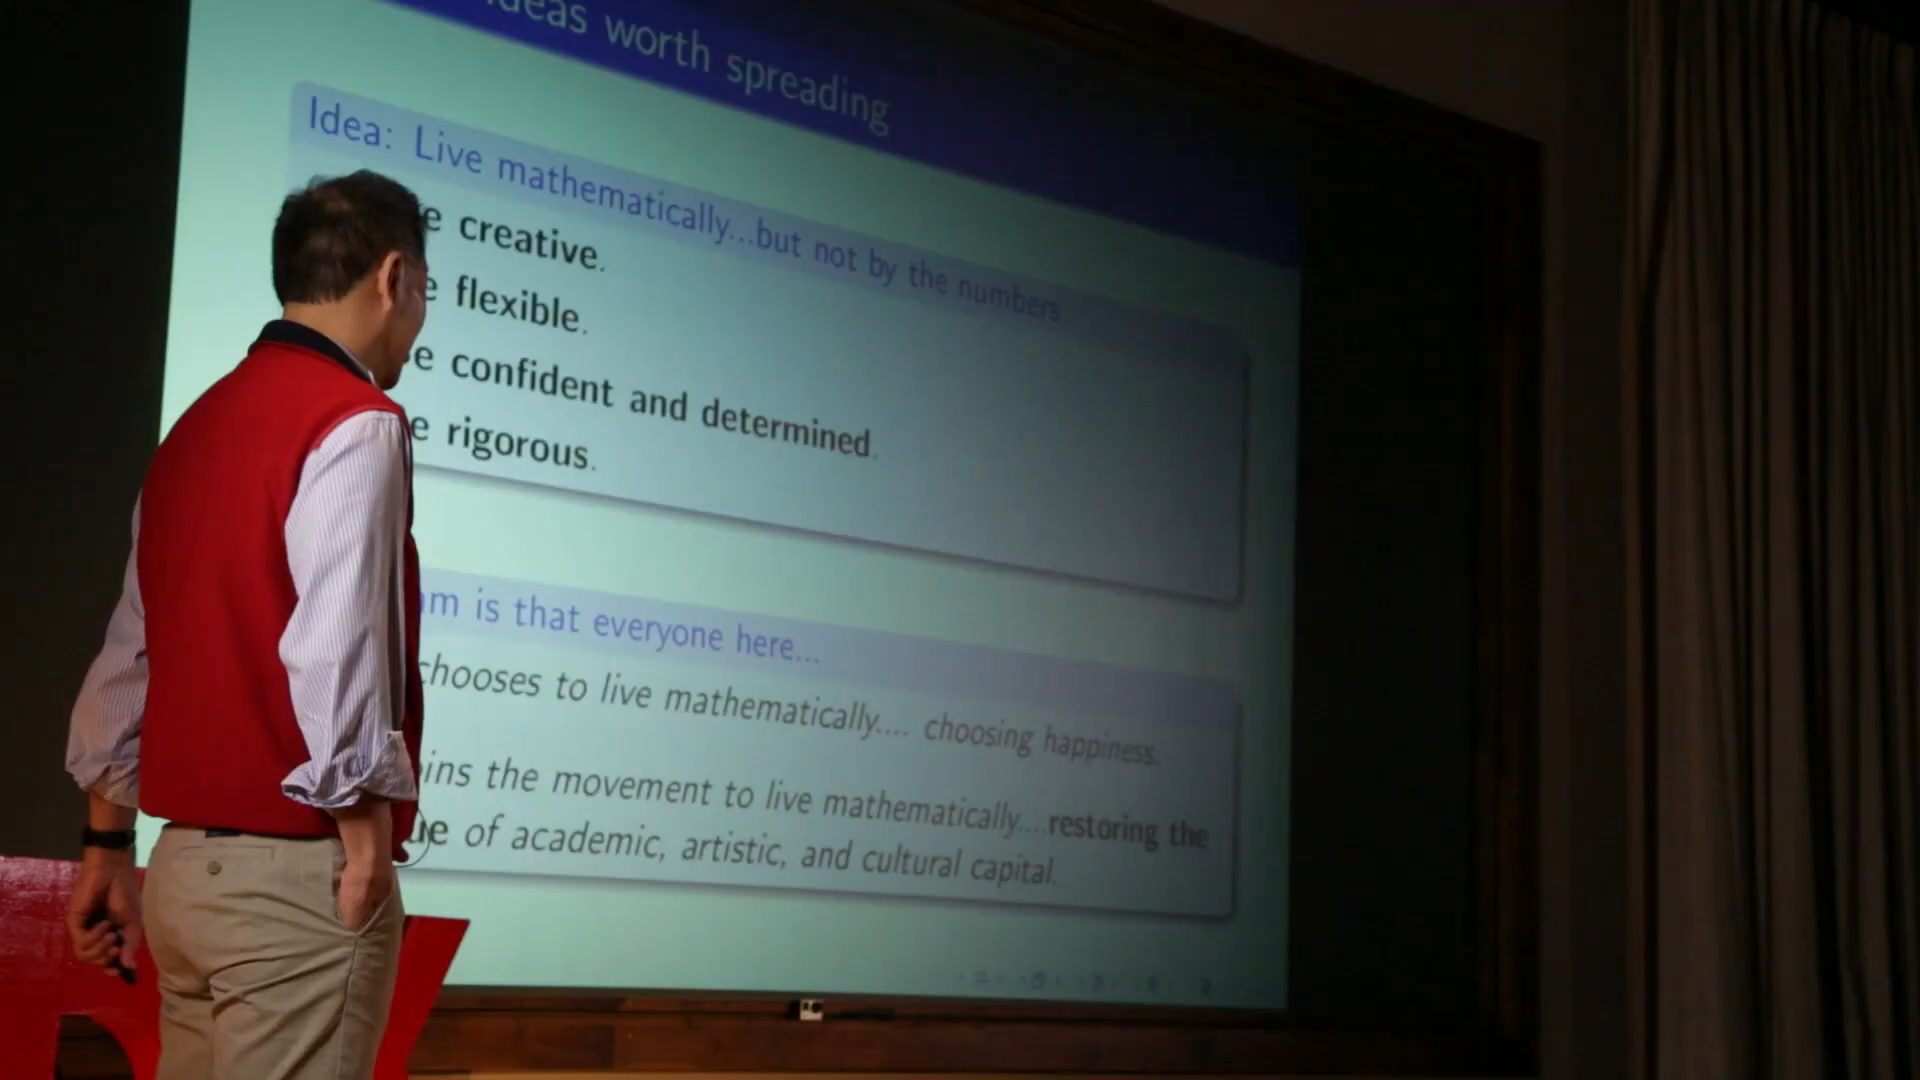 ideas worth spreading
Idea: Live mathematically...but not by the numbers.
creative.
flexible.
confident and determined.
rigorous.
is that everyone here...
chooses to live mathematically.... choosing happiness.
the movement to live mathematically....restoring the
of academic, artistic, and cultural capital.